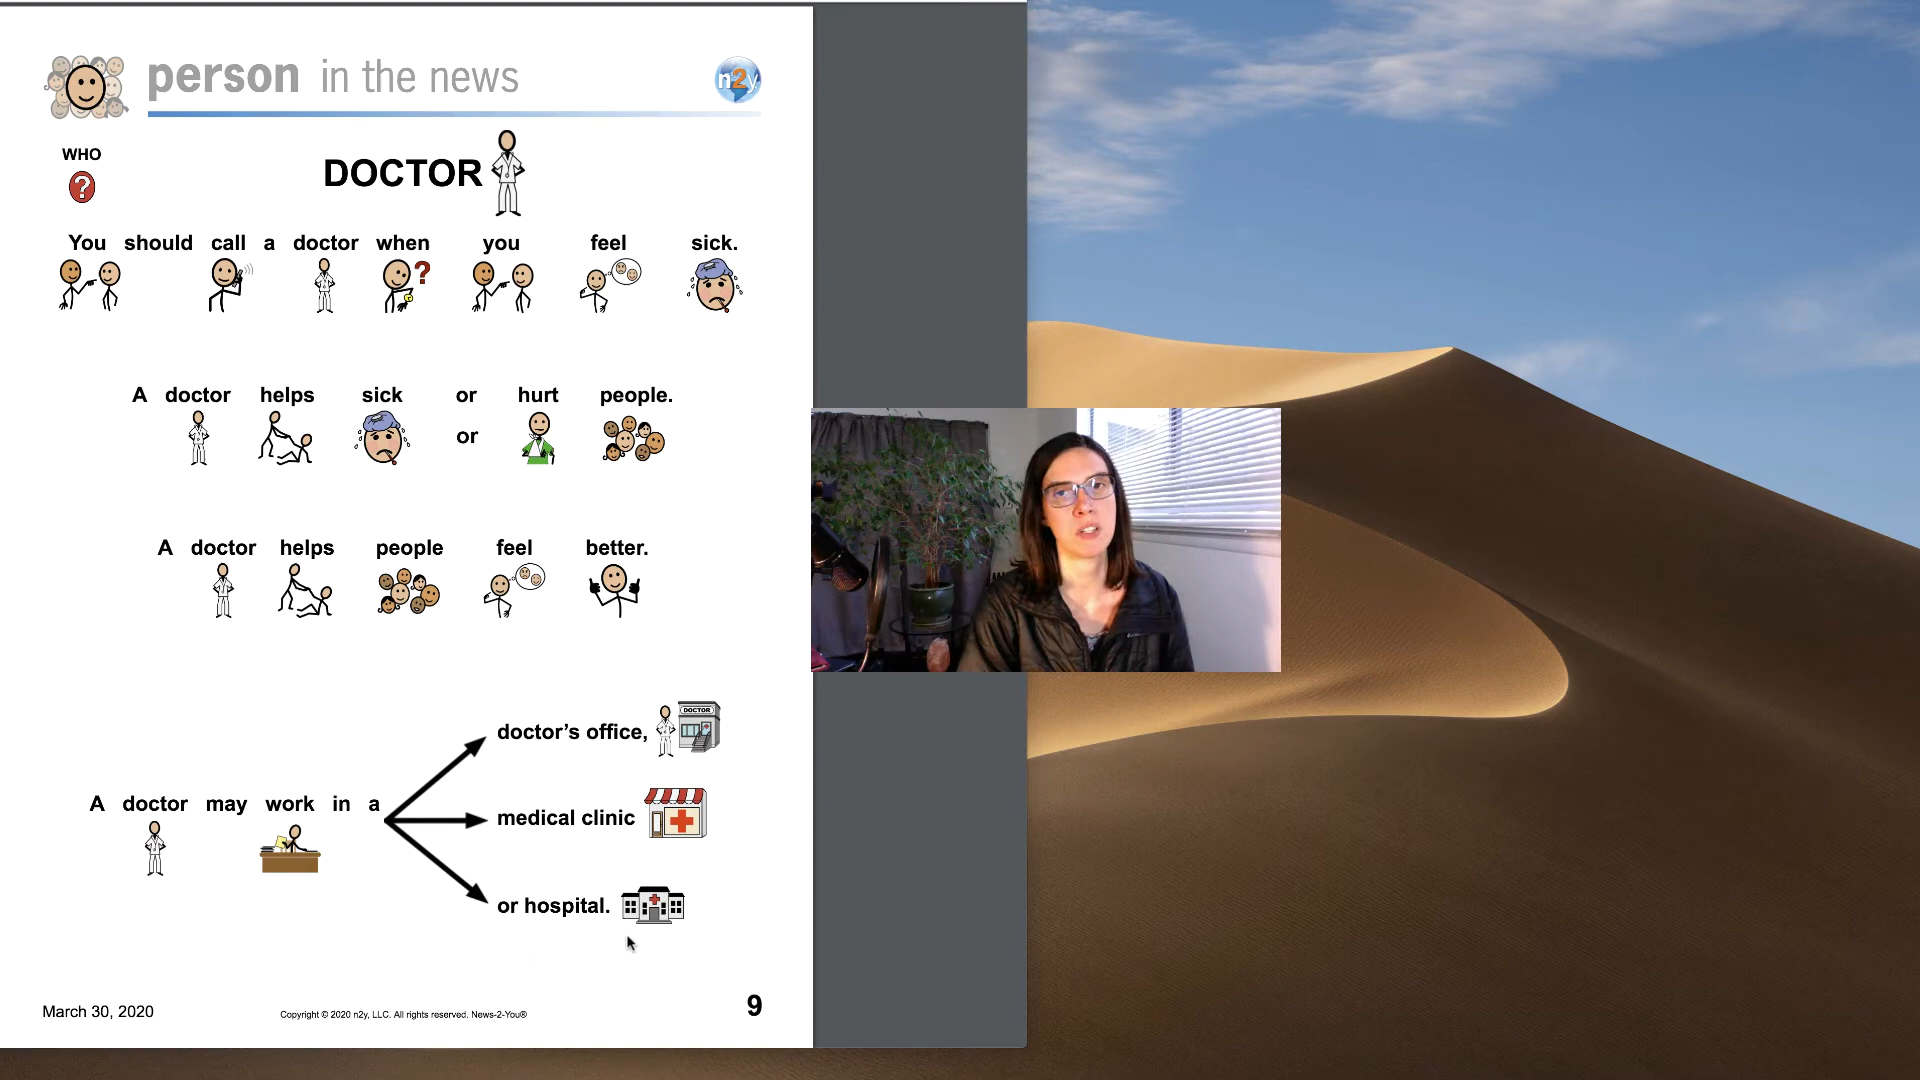 person in the news
n2y
WHO
?
DOCTOR
You should call a doctor when you feel sick.
?
A doctor helps sick or hurt people.
or
A doctor helps people feel better.
doctor's office,
DOCTOR
A doctor may work in a
medical clinic
or hospital.
March 30, 2020
Copyright © 2020 n2y, LLC. All rights reserved. News-2-You®
9